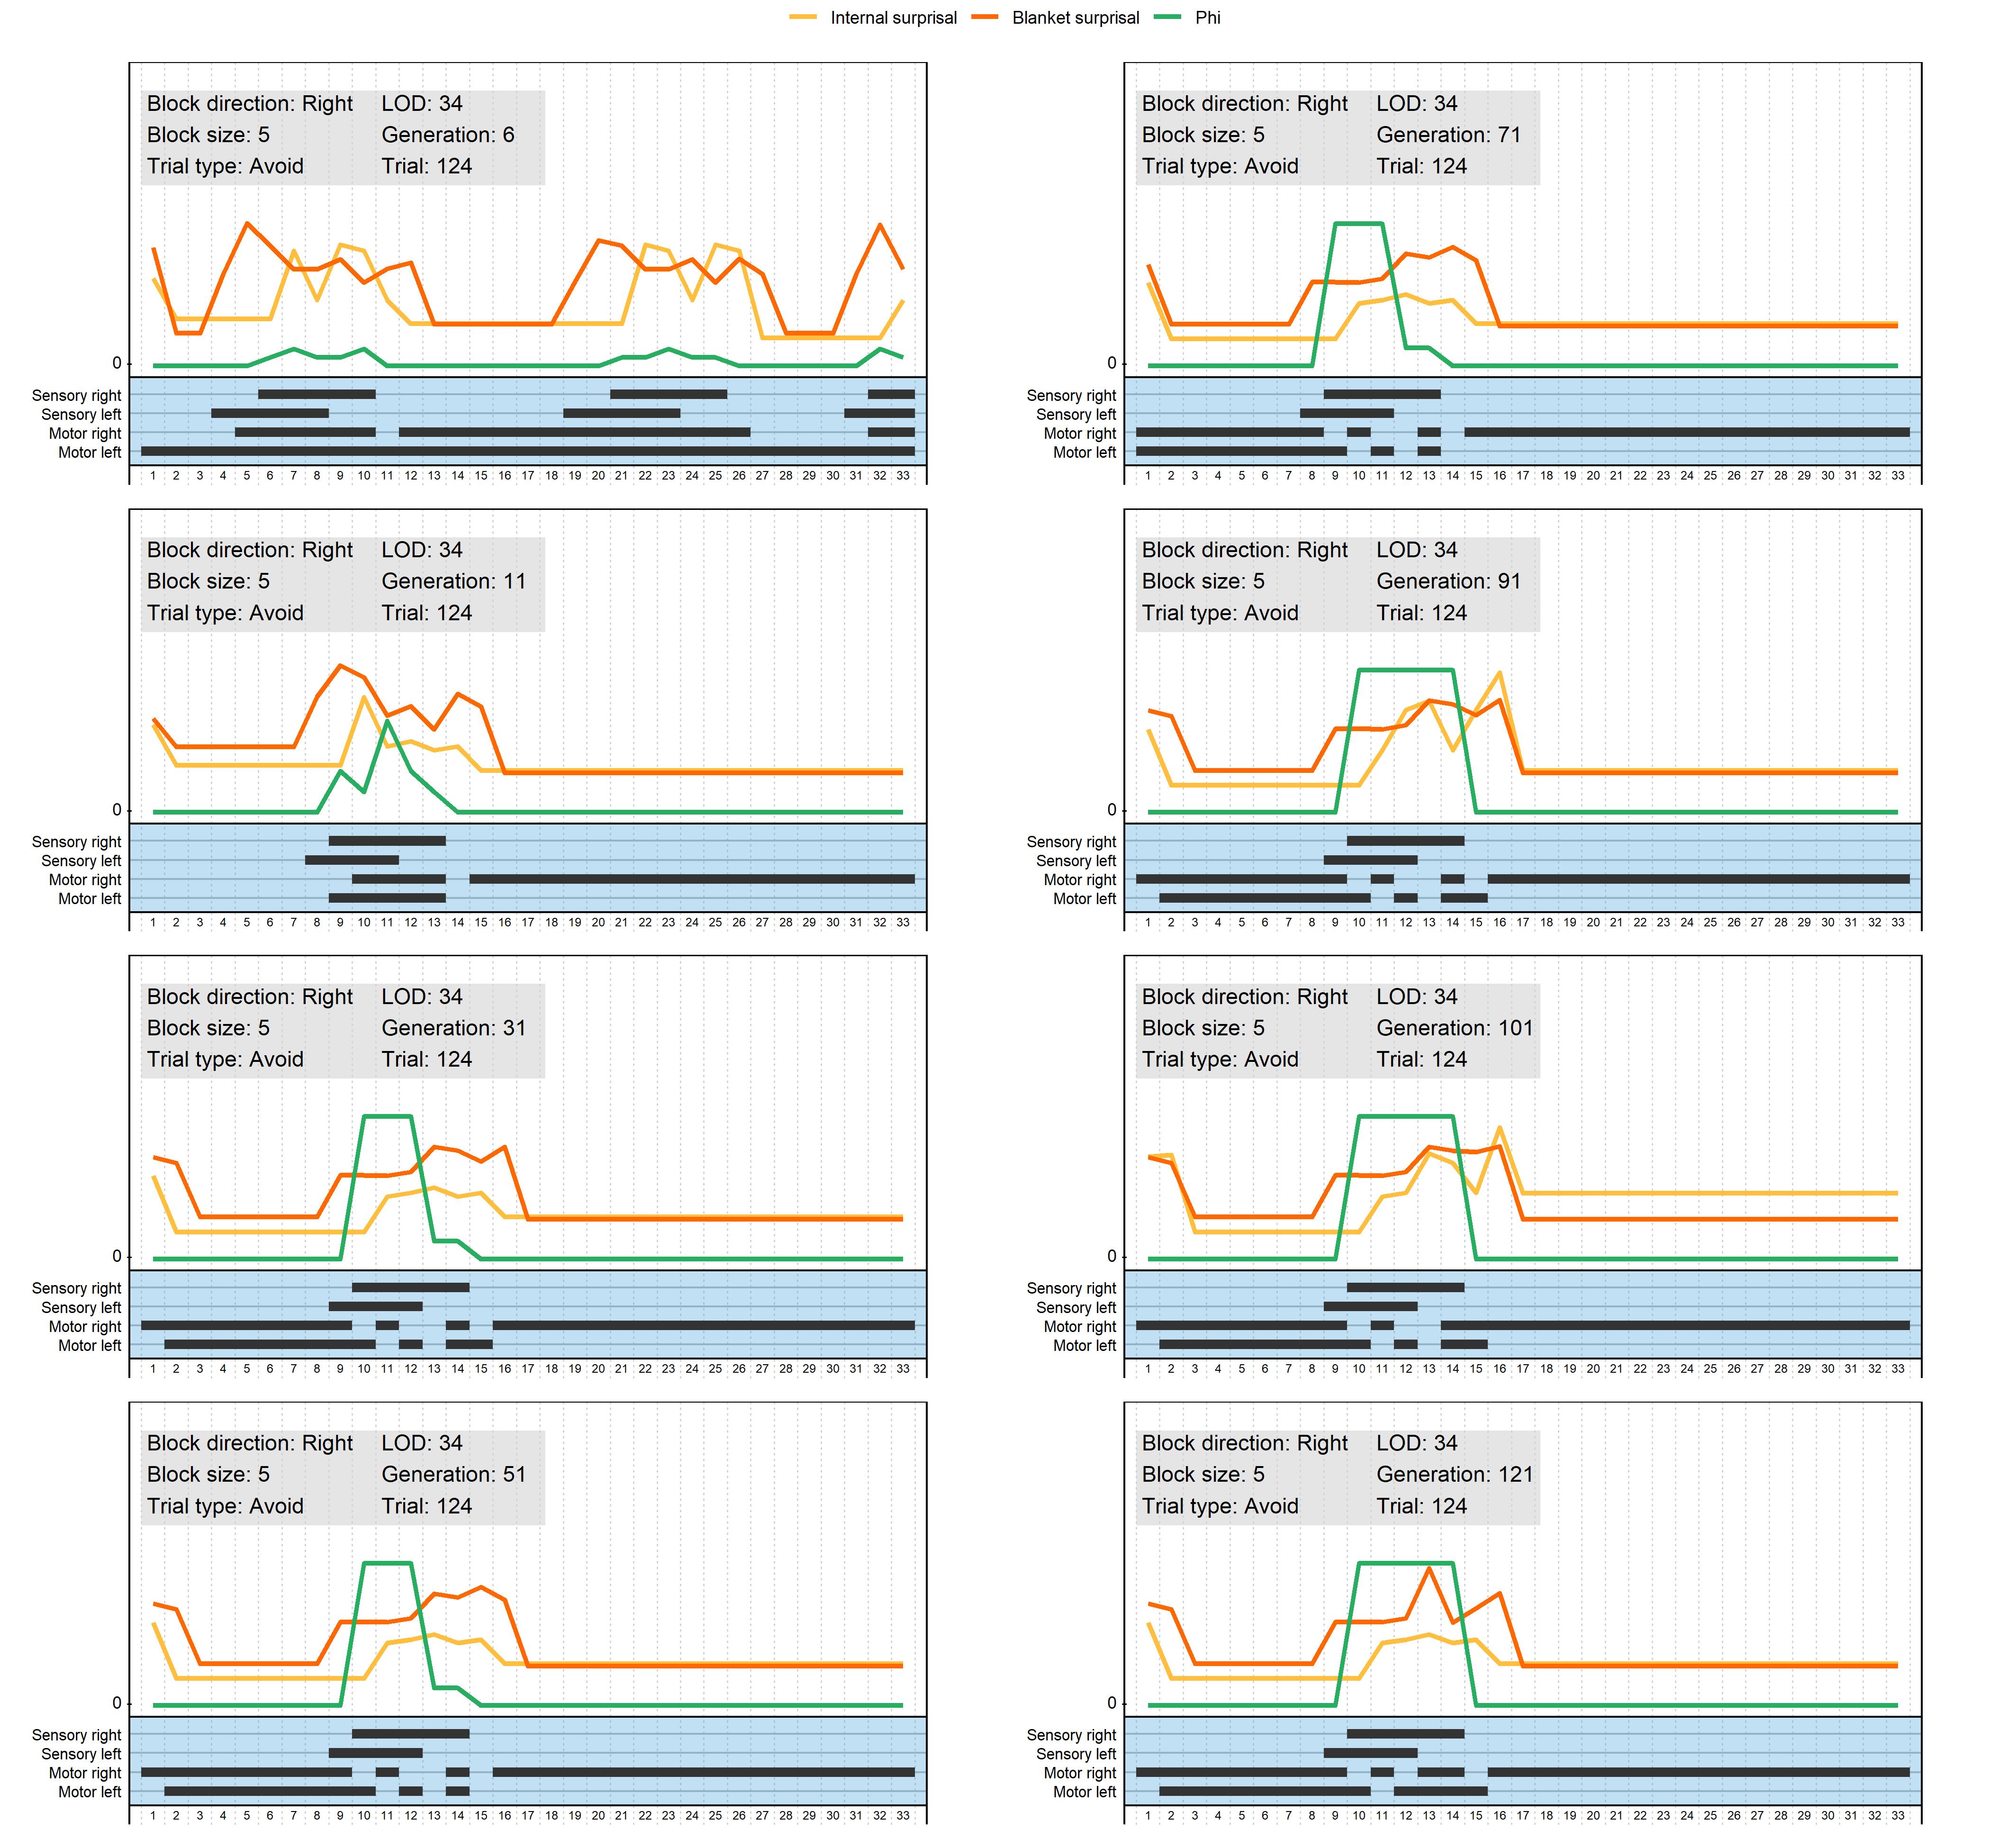 Internal surprisal Blanket surprisal Phi
Block direction: Right LOD: 34
Block size: 5 Generation: 6
Trial type: Avoid Trial: 124
0
Sensory right
Sensory left
Motor right
Motor left
1 2 3 4 5 6 7 8 9 10 11 12 13 14 15 16 17 18 19 20 21 22 23 24 25 26 27 28 29 30 31 32 33
Block direction: Right LOD: 34
Block size: 5 Generation: 71
Trial type: Avoid Trial: 124
0
Sensory right
Sensory left
Motor right
Motor left
1 2 3 4 5 6 7 8 9 10 11 12 13 14 15 16 17 18 19 20 21 22 23 24 25 26 27 28 29 30 31 32 33
Block direction: Right LOD: 34
Block size: 5 Generation: 11
Trial type: Avoid Trial: 124
0
Sensory right
Sensory left
Motor right
Motor left
1 2 3 4 5 6 7 8 9 10 11 12 13 14 15 16 17 18 19 20 21 22 23 24 25 26 27 28 29 30 31 32 33
Block direction: Right LOD: 34
Block size: 5 Generation: 91
Trial type: Avoid Trial: 124
0
Sensory right
Sensory left
Motor right
Motor left
1 2 3 4 5 6 7 8 9 10 11 12 13 14 15 16 17 18 19 20 21 22 23 24 25 26 27 28 29 30 31 32 33
Block direction: Right LOD: 34
Block size: 5 Generation: 31
Trial type: Avoid Trial: 124
0
Sensory right
Sensory left
Motor right
Motor left
1 2 3 4 5 6 7 8 9 10 11 12 13 14 15 16 17 18 19 20 21 22 23 24 25 26 27 28 29 30 31 32 33
Block direction: Right LOD: 34
Block size: 5 Generation: 101
Trial type: Avoid Trial: 124
0
Sensory right
Sensory left
Motor right
Motor left
1 2 3 4 5 6 7 8 9 10 11 12 13 14 15 16 17 18 19 20 21 22 23 24 25 26 27 28 29 30 31 32 33
Block direction: Right LOD: 34
Block size: 5 Generation: 51
Trial type: Avoid Trial: 124
0
Sensory right
Sensory left
Motor right
Motor left
1 2 3 4 5 6 7 8 9 10 11 12 13 14 15 16 17 18 19 20 21 22 23 24 25 26 27 28 29 30 31 32 33
Block direction: Right LOD: 34
Block size: 5 Generation: 121
Trial type: Avoid Trial: 124
0
Sensory right
Sensory left
Motor right
Motor left
1 2 3 4 5 6 7 8 9 10 11 12 13 14 15 16 17 18 19 20 21 22 23 24 25 26 27 28 29 30 31 32 33